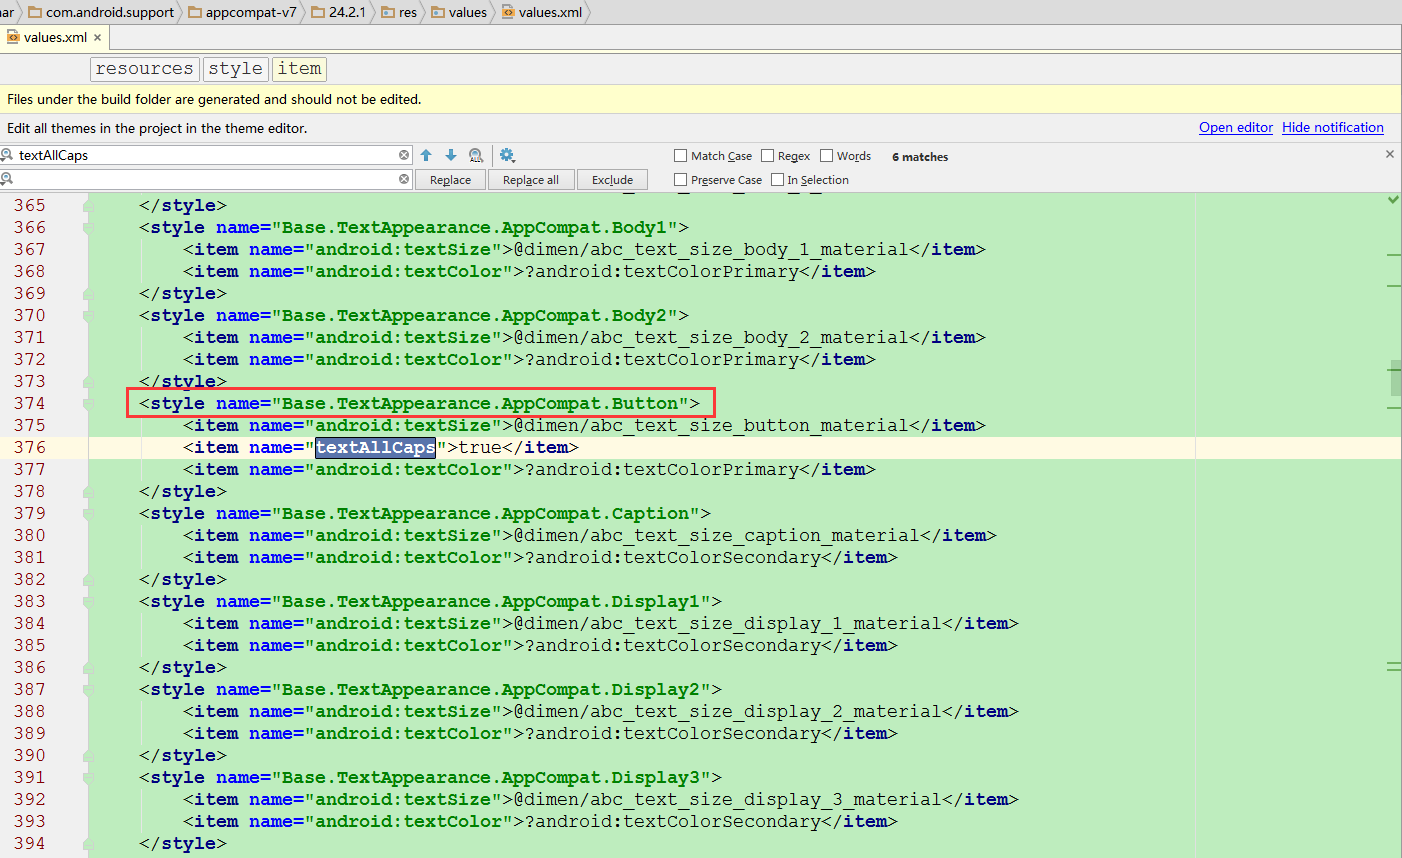 com.android.support appcompat-v7 24.2.1 res values values.xml
values.xml
resources style item
Files under the build folder are generated and should not be edited.
Edit all themes in the project in the theme editor. Open editor Hide notification
textAllCaps Match Case Regex Words 6 matches
Replace Replace all Exclude Preserve Case In Selection
365 </style>
366 <style name="Base.TextAppearance.AppCompat.Body1">
367 <item name="android:textSize">@dimen/abc_text_size_body_1_material</item>
368 <item name="android:textColor">?android:textColorPrimary</item>
369 </style>
370 <style name="Base.TextAppearance.AppCompat.Body2">
371 <item name="android:textSize">@dimen/abc_text_size_body_2_material</item>
372 <item name="android:textColor">?android:textColorPrimary</item>
373 </style>
374 <style name="Base.TextAppearance.AppCompat.Button">
375 <item name="android:textSize">@dimen/abc_text_size_button_material</item>
376 <item name="textAllCaps">true</item>
377 <item name="android:textColor">?android:textColorPrimary</item>
378 </style>
379 <style name="Base.TextAppearance.AppCompat.Caption">
380 <item name="android:textSize">@dimen/abc_text_size_caption_material</item>
381 <item name="android:textColor">?android:textColorSecondary</item>
382 </style>
383 <style name="Base.TextAppearance.AppCompat.Display1">
384 <item name="android:textSize">@dimen/abc_text_size_display_1_material</item>
385 <item name="android:textColor">?android:textColorSecondary</item>
386 </style>
387 <style name="Base.TextAppearance.AppCompat.Display2">
388 <item name="android:textSize">@dimen/abc_text_size_display_2_material</item>
389 <item name="android:textColor">?android:textColorSecondary</item>
390 </style>
391 <style name="Base.TextAppearance.AppCompat.Display3">
392 <item name="android:textSize">@dimen/abc_text_size_display_3_material</item>
393 <item name="android:textColor">?android:textColorSecondary</item>
394 </style>